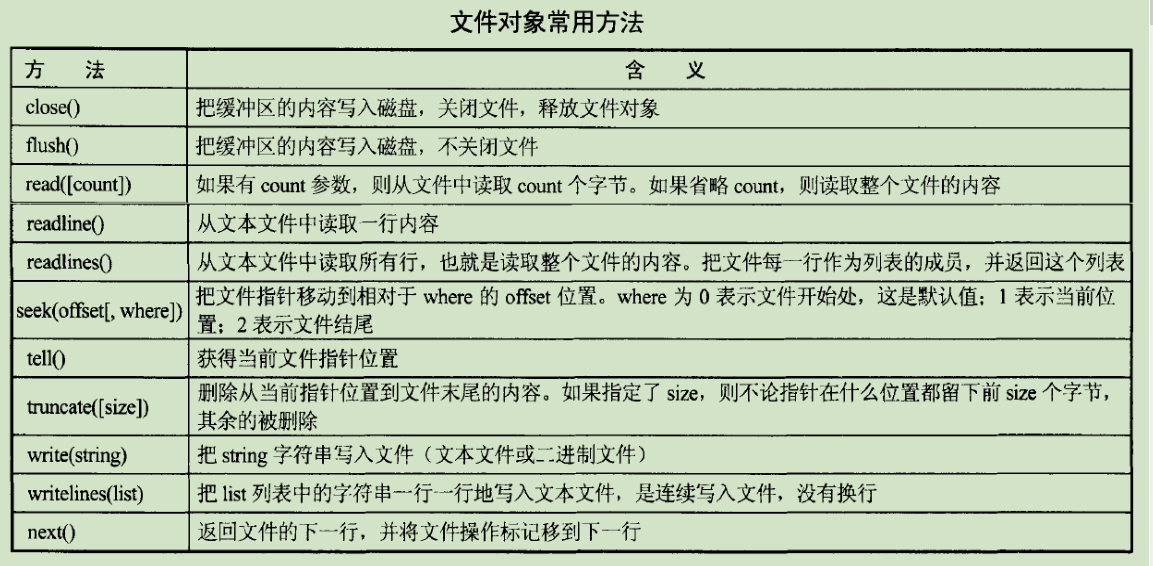 文件对象常用方法
方 法 含 义
close() 把缓冲区的内容写入磁盘，关闭文件，释放文件对象
flush() 把缓冲区的内容写入磁盘，不关闭文件
read([count]) 如果有 count 参数，则从文件中读取 count 个字节。如果省略 count，则读取整个文件的内容
readline() 从文本文件中读取一行内容
readlines() 从文本文件中读取所有行，也就是读取整个文件的内容。把文件每一行作为列表的成员，并返回这个列表
seek(offset[, where]) 把文件指针移动到相对于 where 的 offset 位置。where 为 0 表示文件开始处，这是默认值；1 表示当前位
置；2 表示文件结尾
tell() 获得当前文件指针位置
truncate([size]) 删除从当前指针位置到文件末尾的内容。如果指定了 size，则不论指针在什么位置都留下前 size 个字节，
其余的被删除
write(string) 把 string 字符串写入文件（文本文件或二进制文件）
writelines(list) 把 list 列表中的字符串一行一行地写入文本文件，是连续写入文件，没有换行
next() 返回文件的下一行，并将文件操作标记移到下一行